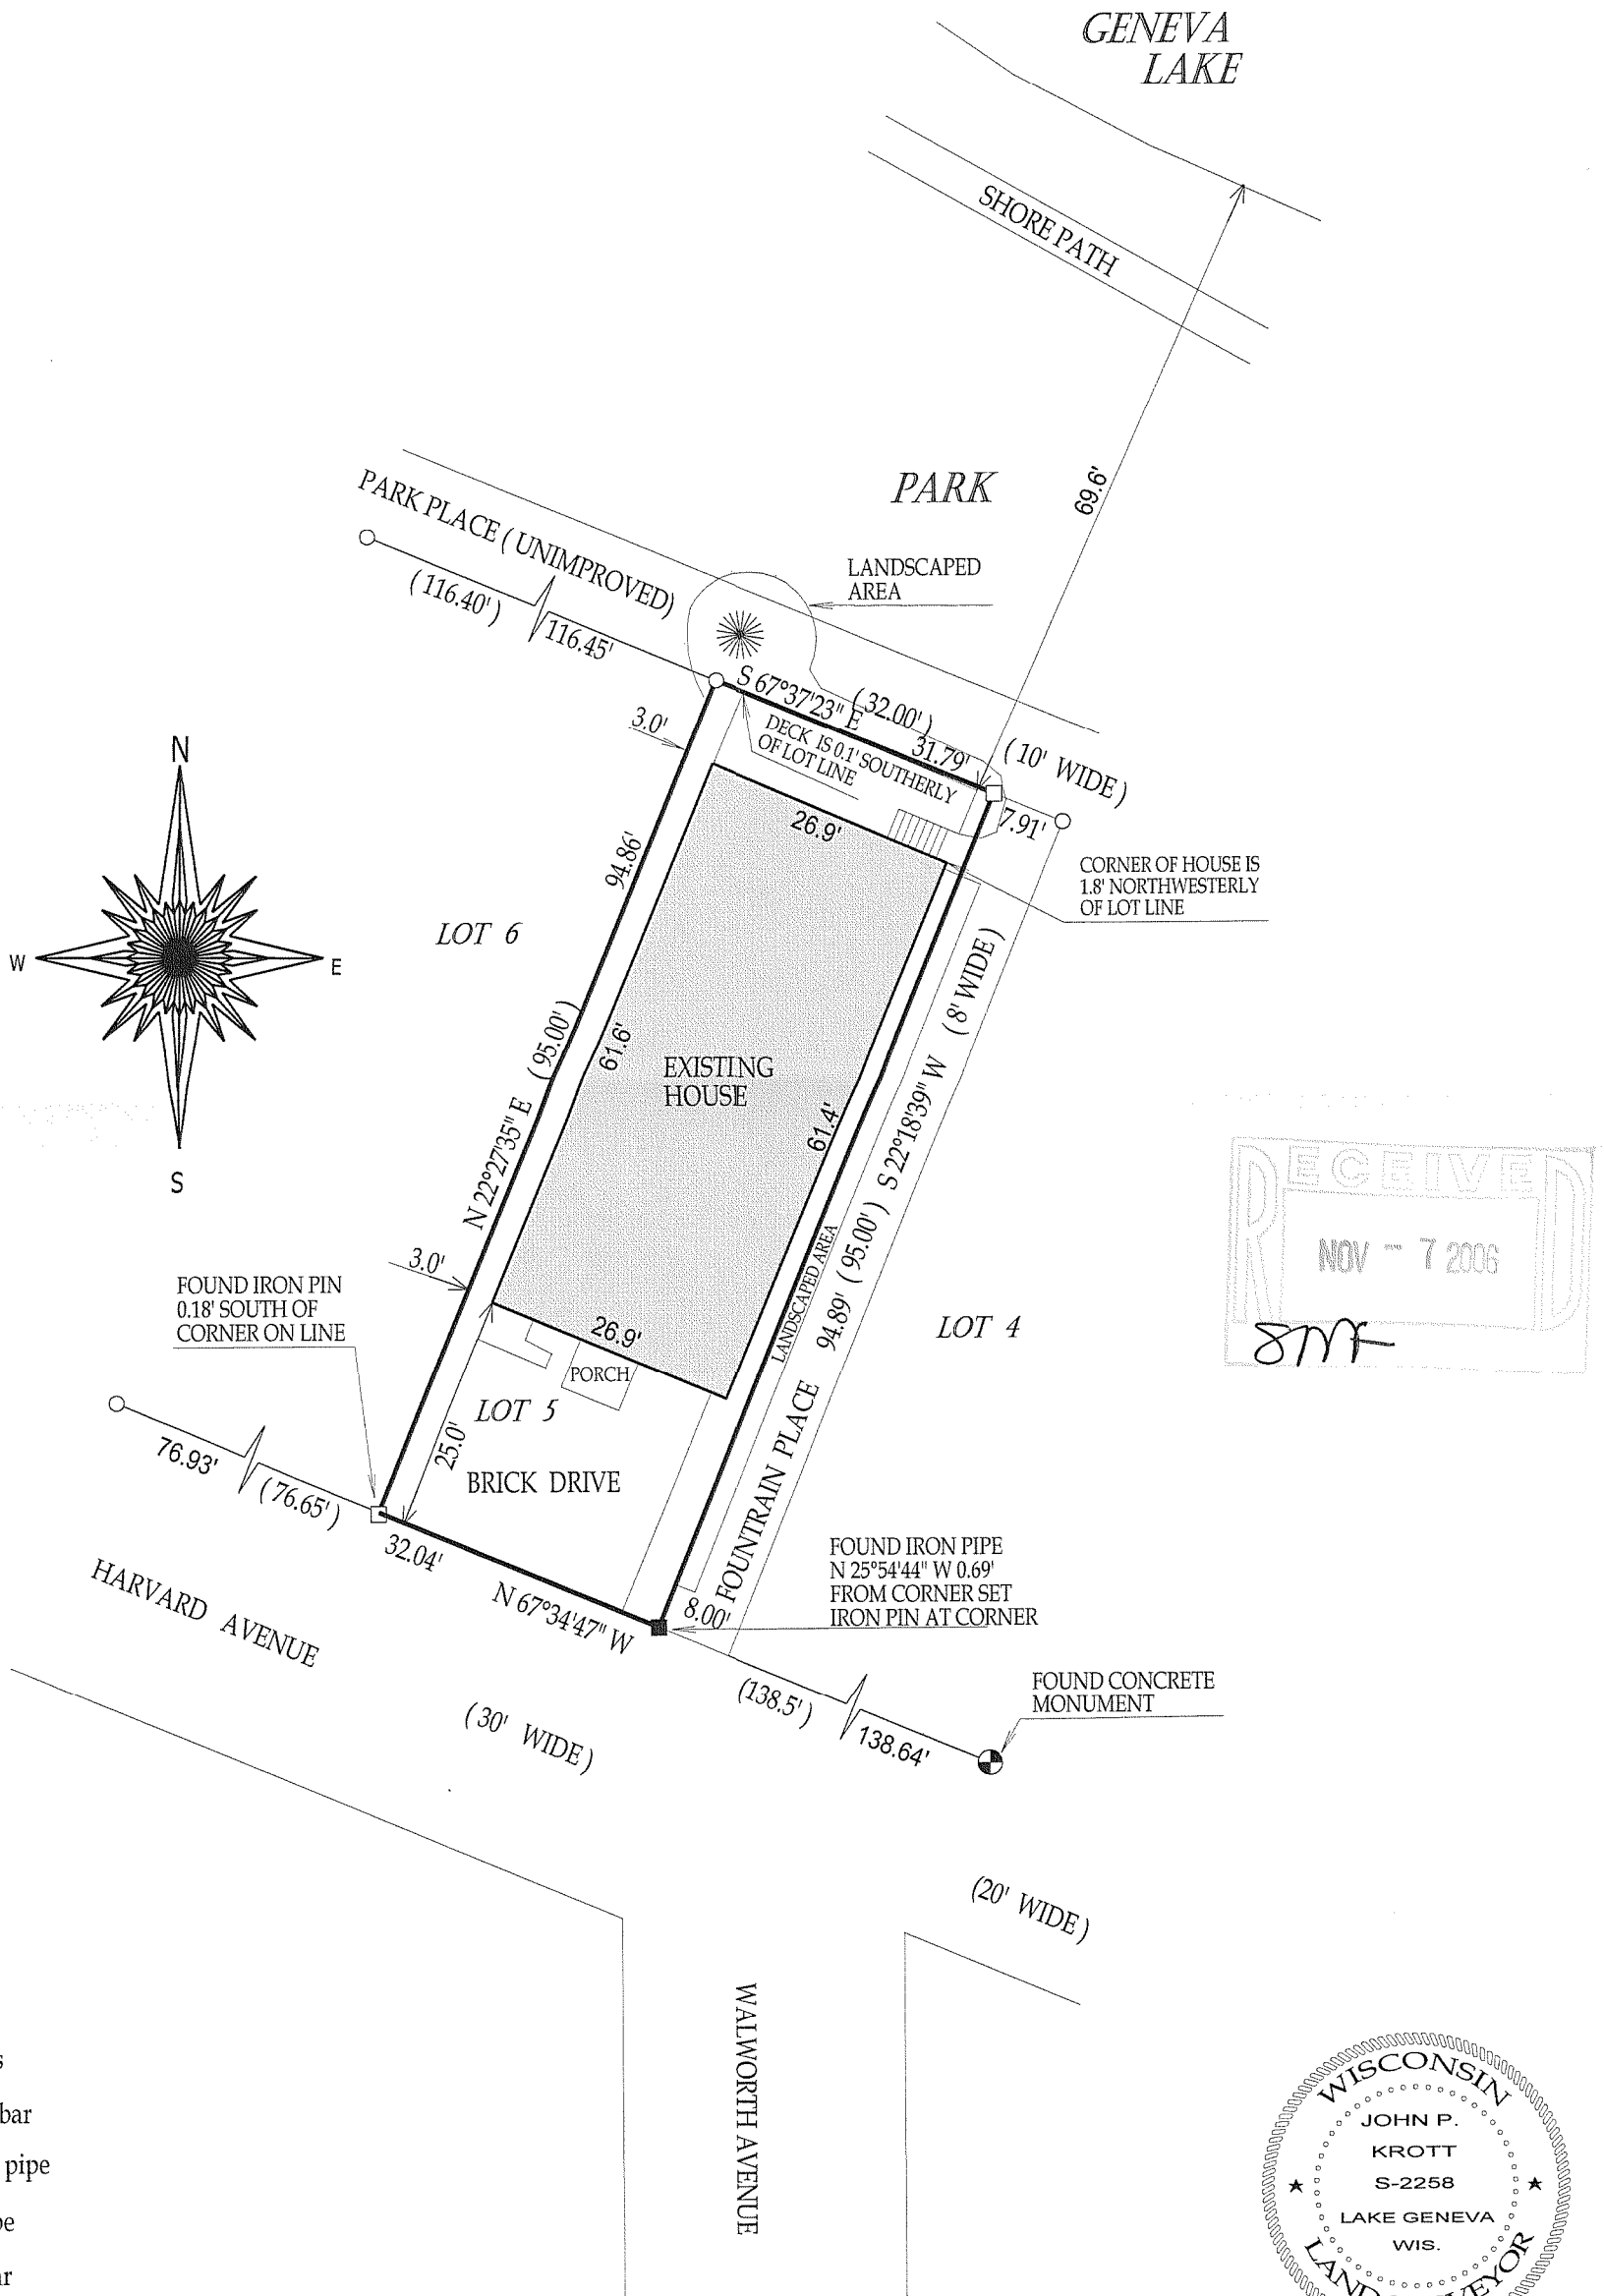 GENEVA
LAKE
SHORE PATH
69.6'
PARK
PARK PLACE ( UNIMPROVED)
( 116.40' )
116.45'
LANDSCAPED
AREA
S 67°37'23" E
( 32.00' )
31.79'
( 10' WIDE )
3.0'
DECK IS 0.1' SOUTHERLY
OF LOT LINE
7.91'
26.9'
CORNER OF HOUSE IS
1.8' NORTHWESTERLY
OF LOT LINE
N
W
E
S
94.86'
LOT 6
( 95.00' )
N 22°27'35" E
61.6'
EXISTING
HOUSE
61.4'
( 8' WIDE )
S 22°18'39" W
( 95.00' )
94.89'
FOUNTRAIN PLACE
LANDSCAPED AREA
LOT 4
RECEIVED
NOV - 7 2006
3.0'
FOUND IRON PIN
0.18' SOUTH OF
CORNER ON LINE
26.9'
PORCH
LOT 5
25.0'
BRICK DRIVE
76.93'
( 76.65' )
32.04'
N 67°34'47" W
8.00'
FOUND IRON PIPE
N 25°54'44" W 0.69'
FROM CORNER SET
IRON PIN AT CORNER
HARVARD AVENUE
( 30' WIDE )
(138.5' )
138.64'
FOUND CONCRETE
MONUMENT
(20' WIDE )
WALWORTH AVENUE
bar
pipe
WISCONSIN
JOHN P.
KROTT
S-2258
LAKE GENEVA
WIS.